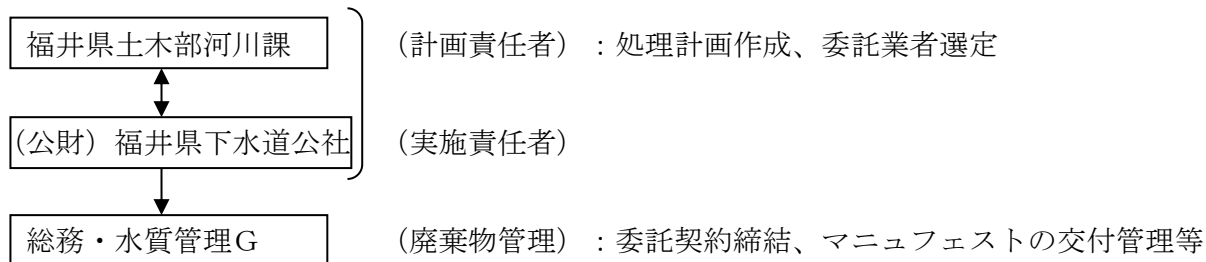 福井県土木部河川課 (計画責任者）：処理計画作成、委託業者選定
(公財）福井県下水道公社 (実施責任者）
総務・水質管理Ｇ (廃棄物管理）：委託契約締結、マニュフェストの交付管理等